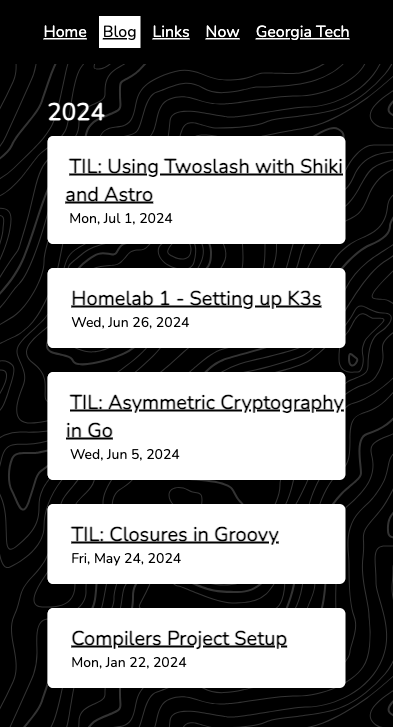 Home Blog Links Now Georgia Tech
2024
TIL: Using Twoslash with Shiki
and Astro
Mon, Jul 1, 2024
Homelab 1 - Setting up K3s
Wed, Jun 26, 2024
TIL: Asymmetric Cryptography
in Go
Wed, Jun 5, 2024
TIL: Closures in Groovy
Fri, May 24, 2024
Compilers Project Setup
Mon, Jan 22, 2024